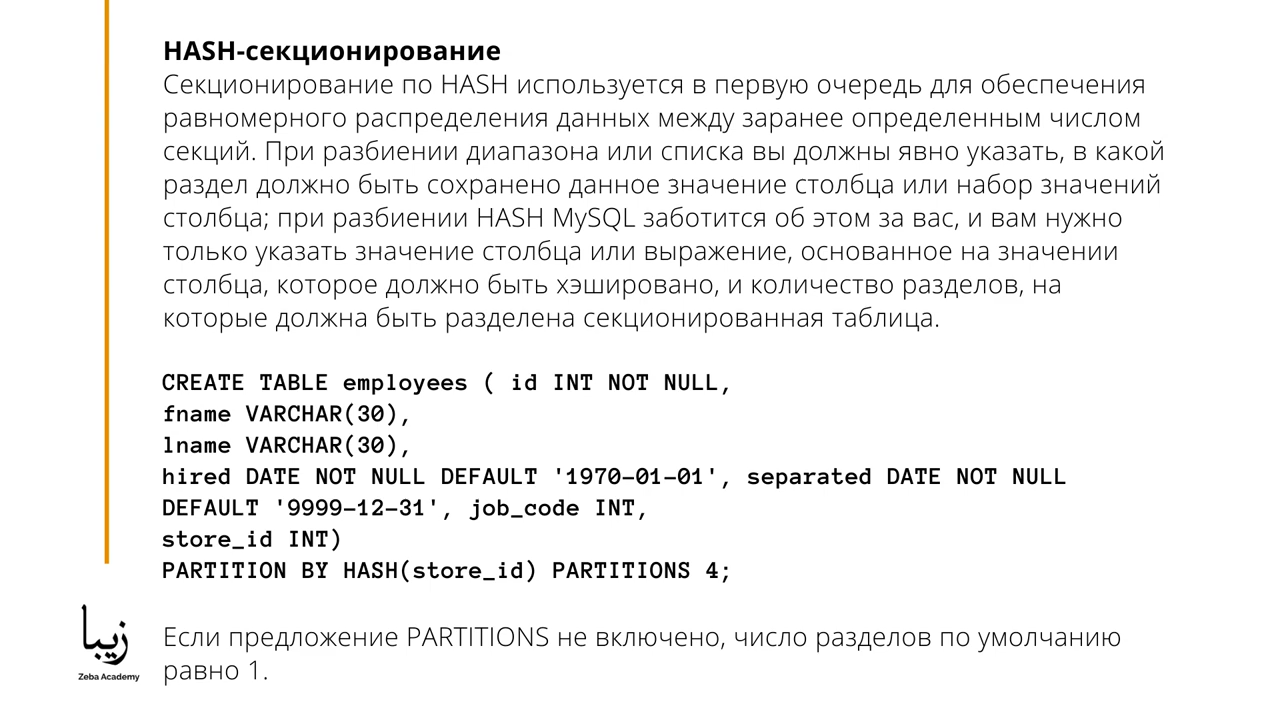 HASH-секционирование
Секционирование по HASH используется в первую очередь для обеспечения
равномерного распределения данных между заранее определенным числом
секций. При разбиении диапазона или списка вы должны явно указать, в какой
раздел должно быть сохранено данное значение столбца или набор значений
столбца; при разбиении HASH MySQL заботится об этом за вас, и вам нужно
только указать значение столбца или выражение, основанное на значении
столбца, которое должно быть хэшировано, и количество разделов, на
которые должна быть разделена секционированная таблица.
CREATE TABLE employees ( id INT NOT NULL,
fname VARCHAR(30),
lname VARCHAR(30),
hired DATE NOT NULL DEFAULT '1970-01-01', separated DATE NOT NULL
DEFAULT '9999-12-31', job_code INT,
store_id INT)
PARTITION BY HASH(store_id) PARTITIONS 4;
Если предложение PARTITIONS не включено, число разделов по умолчанию
равно 1.
زیبا
Zeba Academy